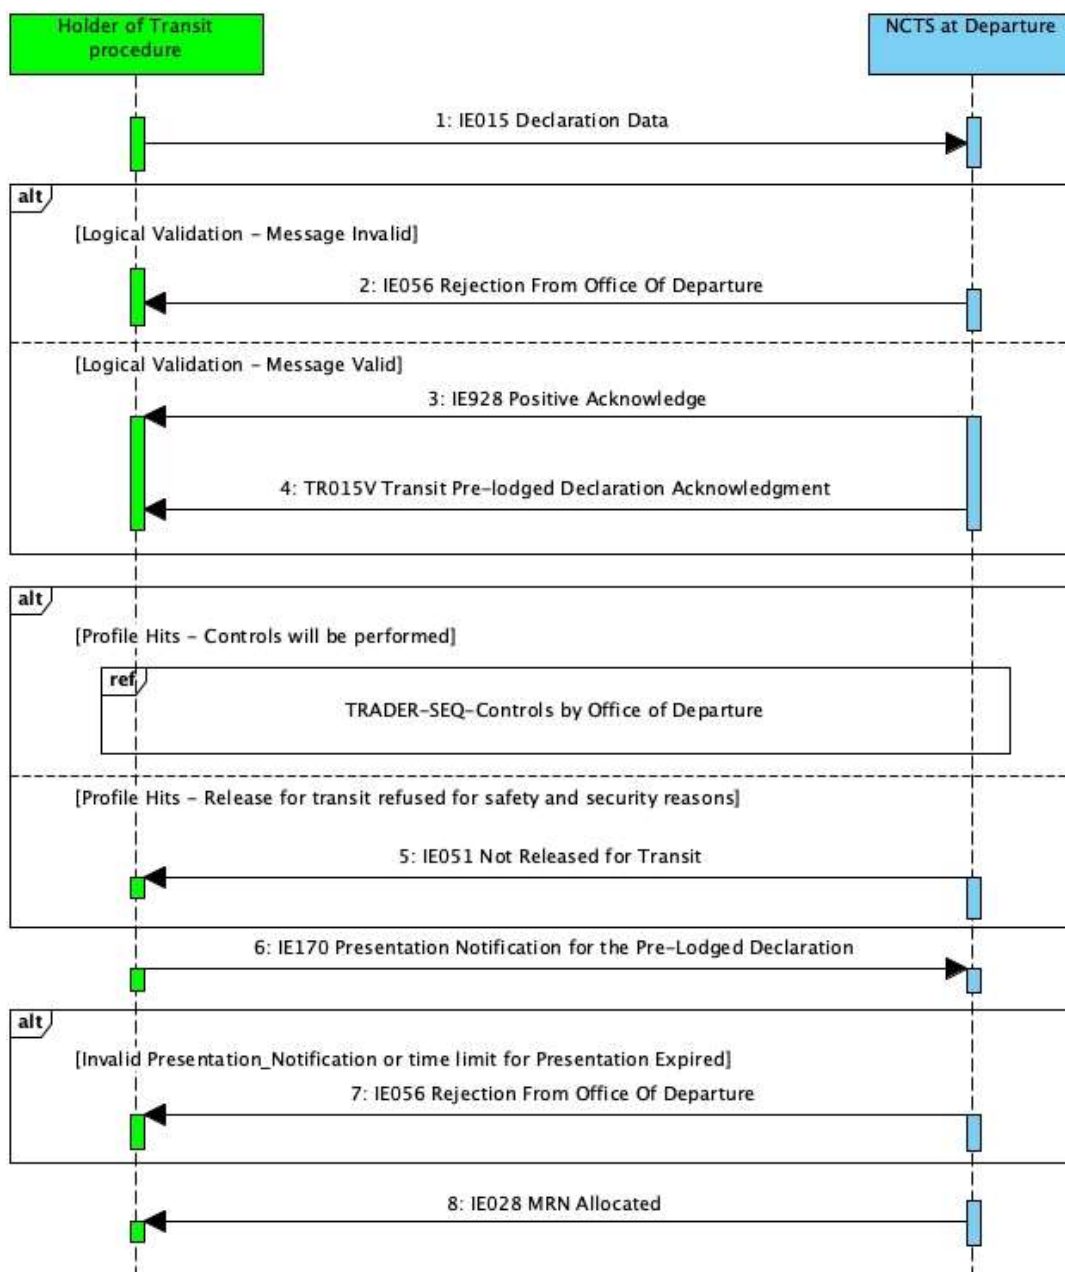 Holder of Transit
procedure
NCTS at Departure
1: IE015 Declaration Data
alt
[Logical Validation – Message Invalid]
2: IE056 Rejection From Office Of Departure
[Logical Validation – Message Valid]
3: IE928 Positive Acknowledge
4: TR015V Transit Pre-lodged Declaration Acknowledgment
alt
[Profile Hits – Controls will be performed]
ref
TRADER-SEQ-Controls by Office of Departure
[Profile Hits – Release for transit refused for safety and security reasons]
5: IE051 Not Released for Transit
6: IE170 Presentation Notification for the Pre-Lodged Declaration
alt
[Invalid Presentation_Notification or time limit for Presentation Expired]
7: IE056 Rejection From Office Of Departure
8: IE028 MRN Allocated